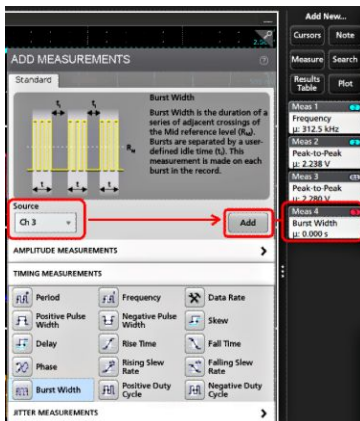 Add New...
Cursors Note
Measure Search
Results Table Plot
ADD MEASUREMENTS
Standard
Burst Width
Burst Width is the duration of a
series of adjacent crossings of
the Mid reference level (RM).
Bursts are separated by a user-
defined idle time (tI). This
measurement is made on each
burst in the record.
Source
Ch 3
Add
AMPLITUDE MEASUREMENTS
TIMING MEASUREMENTS
Period Frequency Data Rate
Positive Pulse Width Negative Pulse Width Skew
Delay Rise Time Fall Time
Phase Rising Slew Rate Falling Slew Rate
Burst Width Positive Duty Cycle Negative Duty Cycle
JITTER MEASUREMENTS
Meas 1
Frequency
μ: 312.5 kHz
Meas 2
Peak-to-Peak
μ: 2.238 V
Meas 3
Peak-to-Peak
μ: 2.280 V
Meas 4
Burst Width
μ: 0.000 s